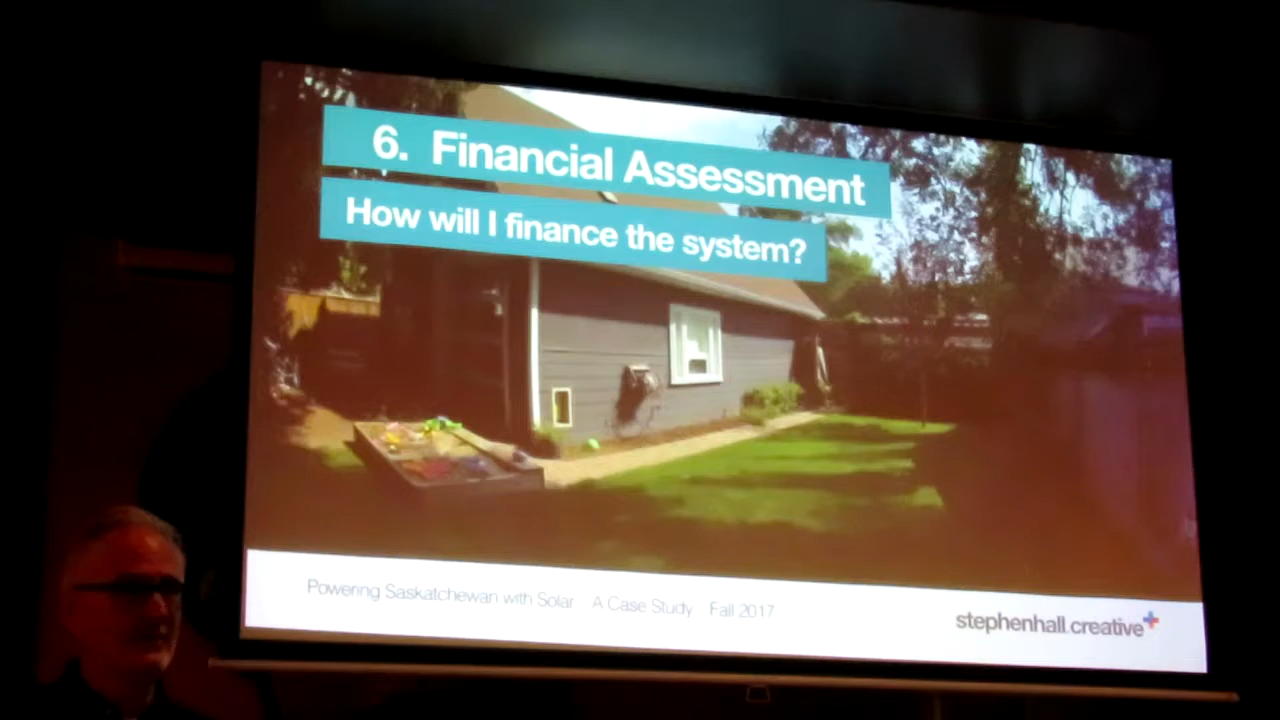 6. Financial Assessment
How will I finance the system?
Powering Saskatchewan with Solar A Case Study Fall 2017
stephenhall.creative+